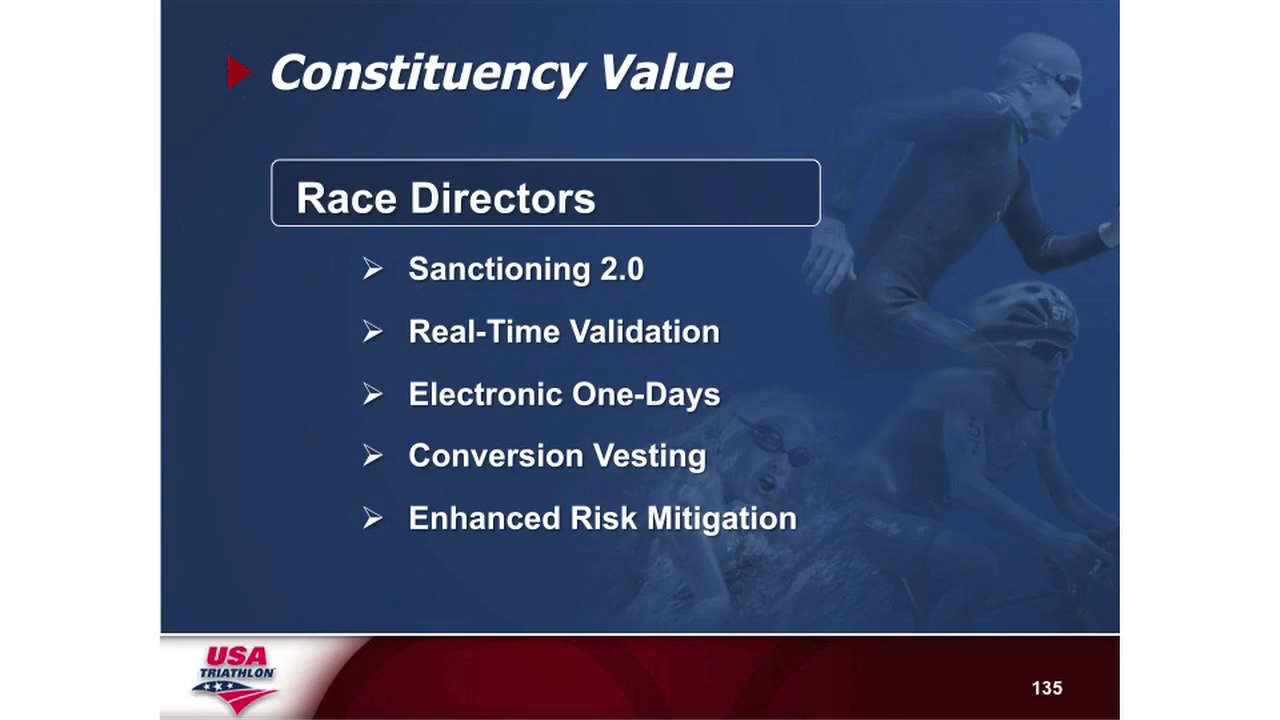 Constituency Value
Race Directors
Sanctioning 2.0
Real-Time Validation
Electronic One-Days
Conversion Vesting
Enhanced Risk Mitigation
USA
TRIATHLON
135
57